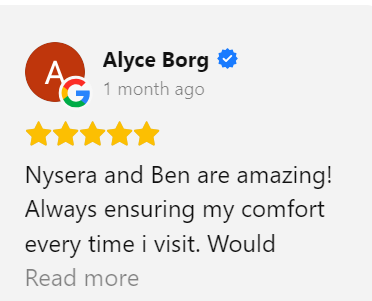 A
Alyce Borg
1 month ago
Nysera and Ben are amazing!
Always ensuring my comfort
every time i visit. Would
Read more